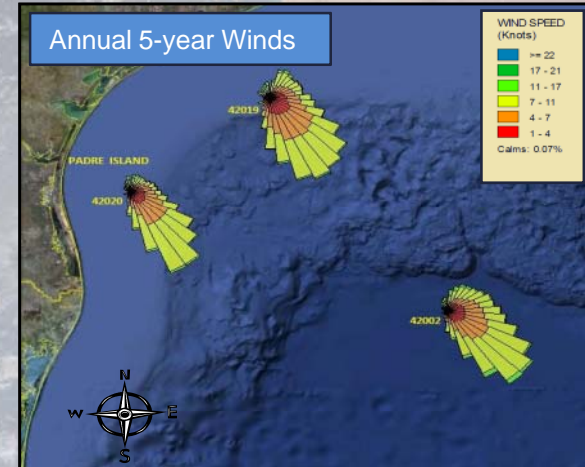 Annual 5-year Winds
WIND SPEED
(Knots)
>= 22
17 - 21
11 - 17
7 - 11
4 - 7
1 - 4
Calms: 0.07%
42019
PADRE ISLAND
42020
42002
N
W E
S